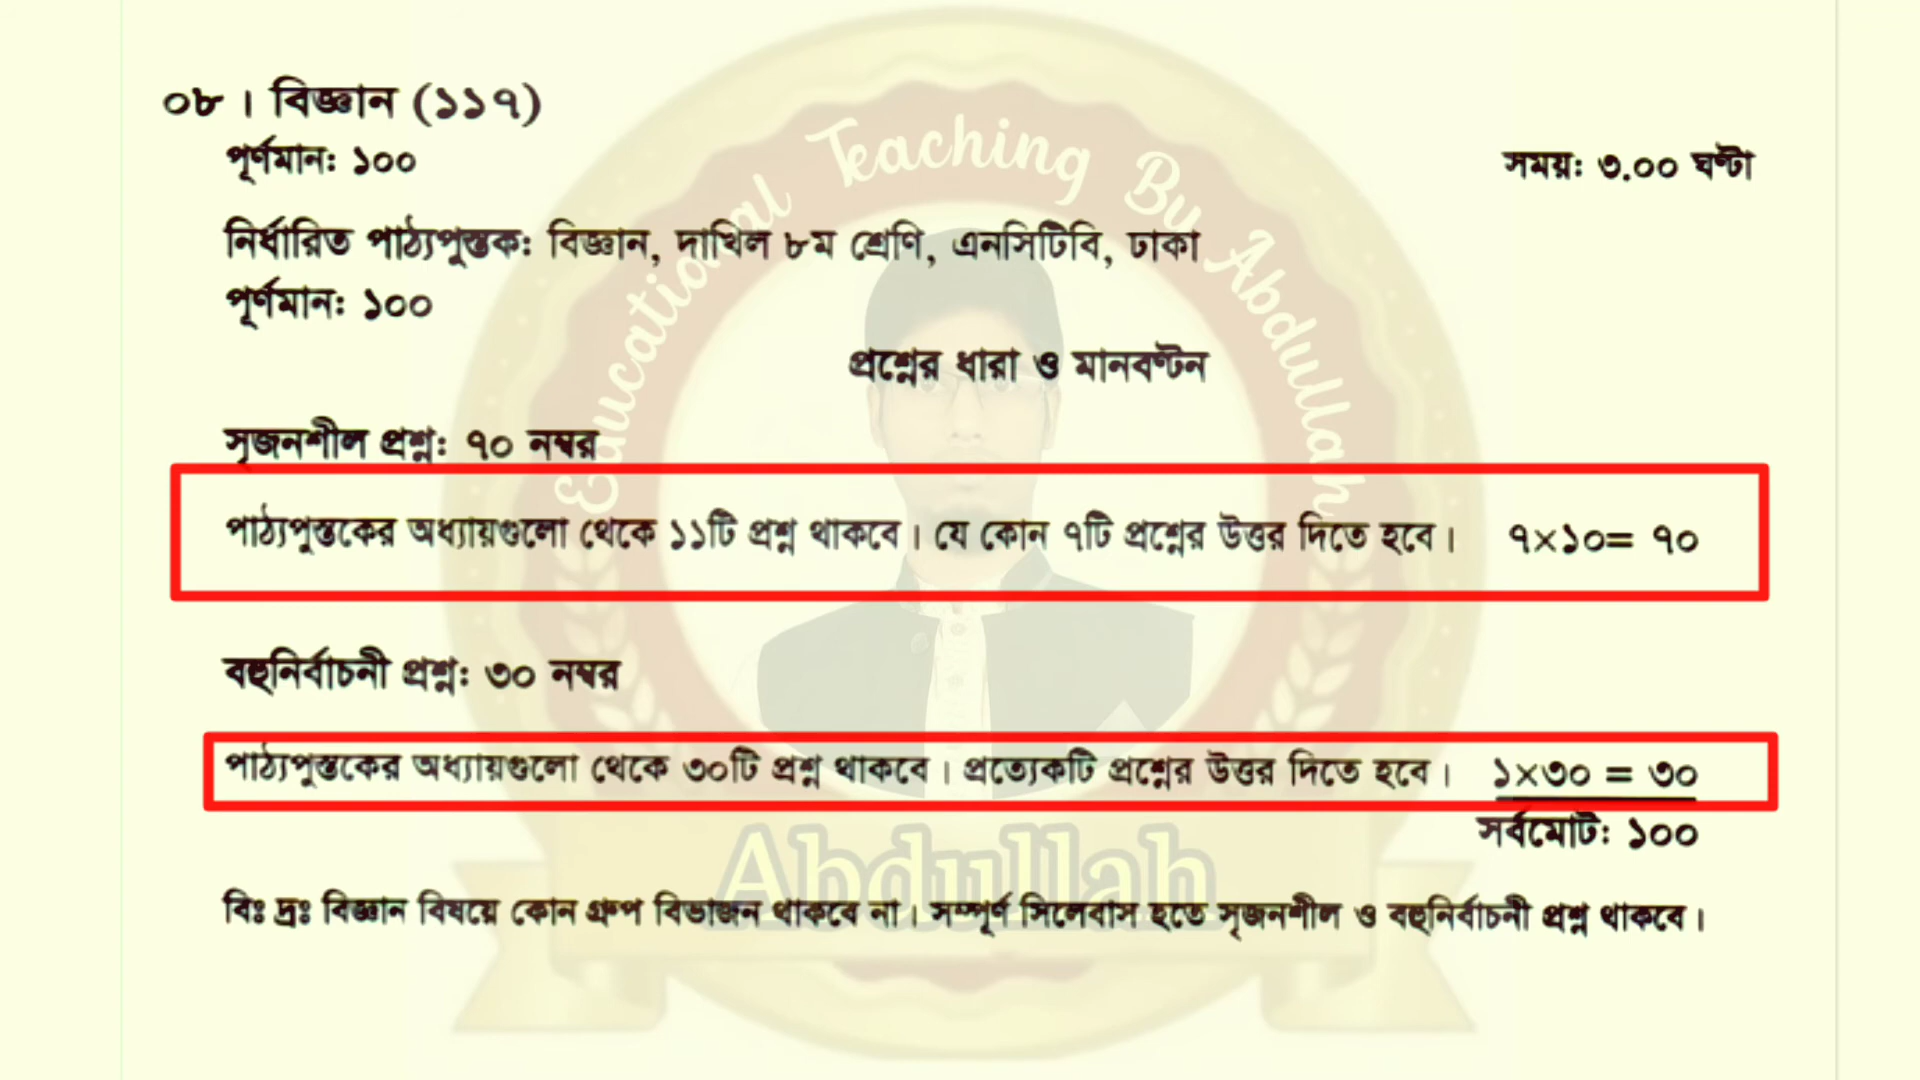 ০৮ । বিজ্ঞান (১১৭)
পূর্ণমান: ১০০
সময়: ৩.০০ ঘণ্টা
নির্ধারিত পাঠ্যপুস্তক: বিজ্ঞান, দাখিল ৮ম শ্রেণি, এনসিটিবি, ঢাকা
পূর্ণমান: ১০০
প্রশ্নের ধারা ও মানবণ্টন
সৃজনশীল প্রশ্ন: ৭০ নম্বর
পাঠ্যপুস্তকের অধ্যায়গুলো থেকে ১১টি প্রশ্ন থাকবে। যে কোন ৭টি প্রশ্নের উত্তর দিতে হবে। ৭×১০= ৭০
বহুনির্বাচনী প্রশ্ন: ৩০ নম্বর
পাঠ্যপুস্তকের অধ্যায়গুলো থেকে ৩০টি প্রশ্ন থাকবে। প্রত্যেকটি প্রশ্নের উত্তর দিতে হবে। ১×৩০ = ৩০
সর্বমোট: ১০০
বিঃ দ্রঃ বিজ্ঞান বিষয়ে কোন গ্রুপ বিভাজন থাকবে না। সম্পূর্ণ সিলেবাস হতে সৃজনশীল ও বহুনির্বাচনী প্রশ্ন থাকবে।
Educational Teaching By Abdullah
Abdullah